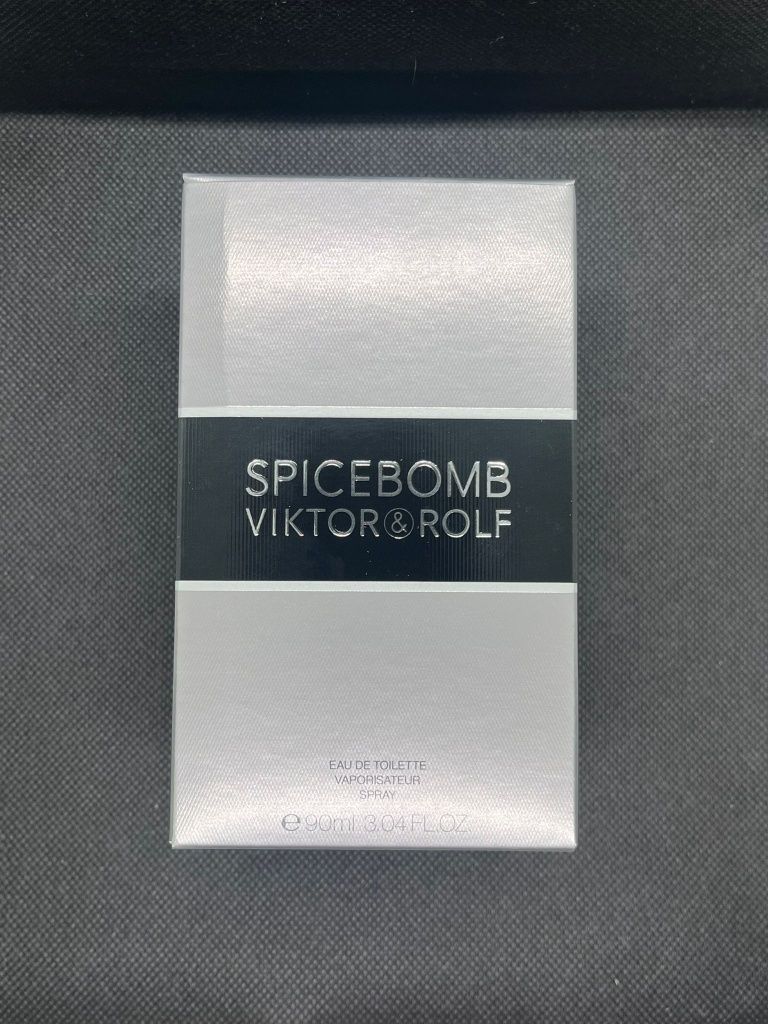 SPICEBOMB
VIKTOR&ROLF
EAU DE TOILETTE
VAPORISATEUR
SPRAY
℮ 90ml 3.04 FL.OZ.